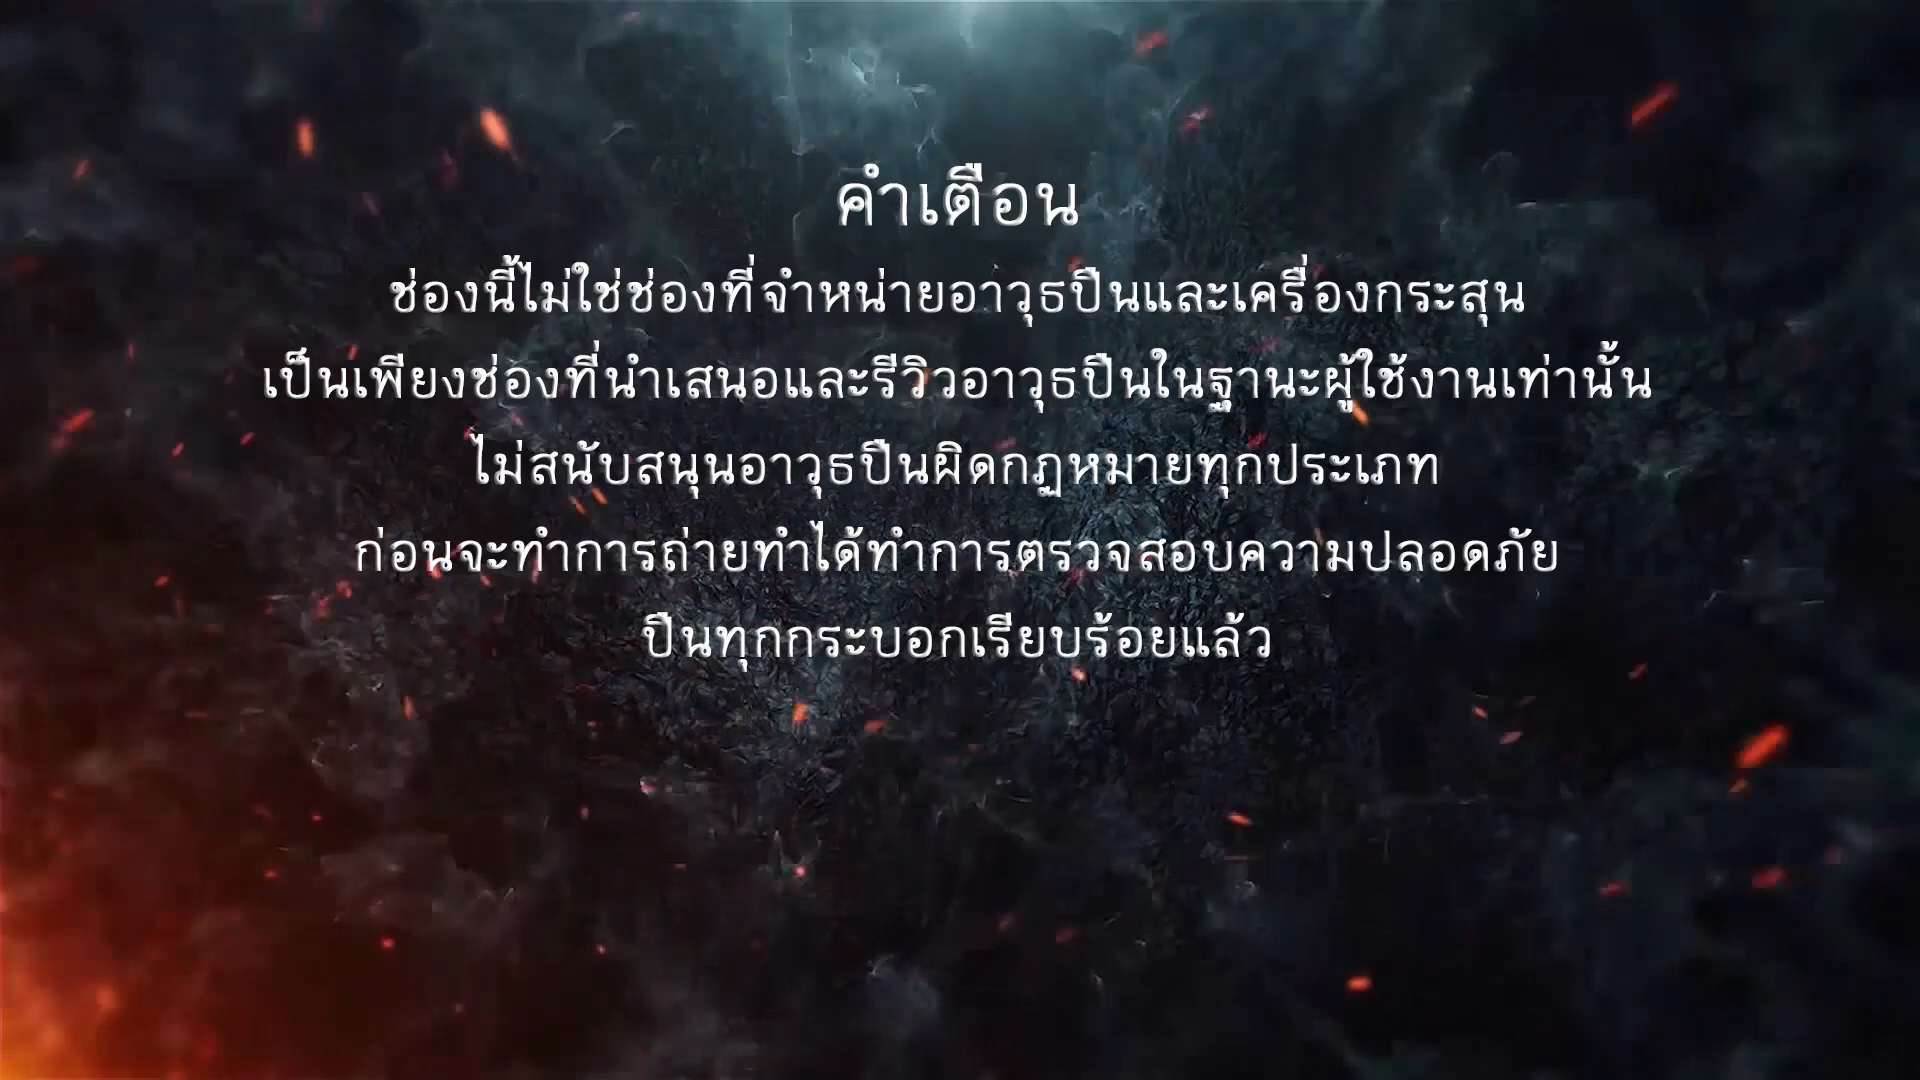 คำเตือน
ช่องนี้ไม่ใช่ช่องที่จำหน่ายอาวุธปืนและเครื่องกระสุน
เป็นเพียงช่องที่นำเสนอและรีวิวอาวุธปืนในฐานะผู้ใช้งานเท่านั้น
ไม่สนับสนุนอาวุธปืนผิดกฏหมายทุกประเภท
ก่อนจะทำการถ่ายทำได้ทำการตรวจสอบความปลอดภัย
ปืนทุกกระบอกเรียบร้อยแล้ว